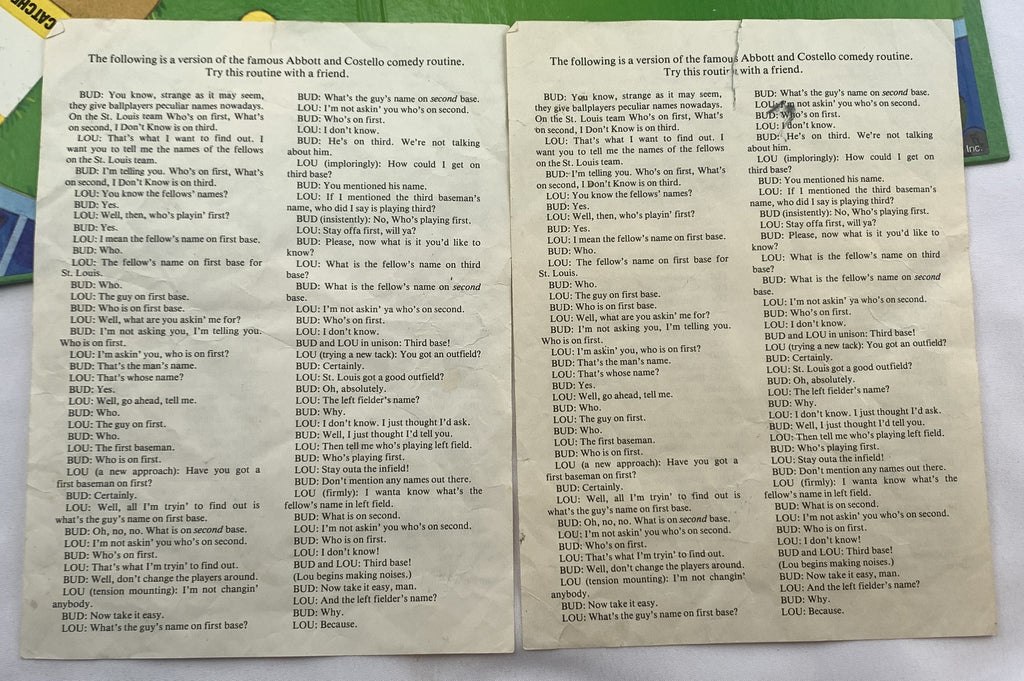 CATCHE
Inc.
The following is a version of the famous Abbott and Costello comedy routine.
Try this routine with a friend.
BUD: You know, strange as it may seem,
they give ballplayers peculiar names nowadays.
On the St. Louis team Who's on first, What's
on second, I Don't Know is on third.
LOU: That's what I want to find out. I
want you to tell me the names of the fellows
on the St. Louis team.
BUD: I'm telling you. Who's on first, What's
on second, I Don't Know is on third.
LOU: You know the fellows' names?
BUD: Yes.
LOU: Well, then, who's playin' first?
BUD: Yes.
LOU: I mean the fellow's name on first base.
BUD: Who.
LOU: The fellow's name on first base for
St. Louis.
BUD: Who.
LOU: The guy on first base.
BUD: Who is on first base.
LOU: Well, what are you askin' me for?
BUD: I'm not asking you, I'm telling you.
Who is on first.
LOU: I'm askin' you, who is on first?
BUD: That's the man's name.
LOU: That's whose name?
BUD: Yes.
LOU: Well, go ahead, tell me.
BUD: Who.
LOU: The guy on first.
BUD: Who.
LOU: The first baseman.
BUD: Who is on first.
LOU (a new approach): Have you got a
first baseman on first?
BUD: Certainly.
LOU: Well, all I'm tryin' to find out is
what's the guy's name on first base.
BUD: Oh, no, no. What is on second base.
LOU: I'm not askin' you who's on second.
BUD: Who's on first.
LOU: That's what I'm tryin' to find out.
BUD: Well, don't change the players around.
LOU (tension mounting): I'm not changin'
anybody.
BUD: Now take it easy.
LOU: What's the guy's name on first base?
BUD: What's the guy's name on second base.
LOU: I'm not askin' you who's on second.
BUD: Who's on first.
LOU: I don't know.
BUD: He's on third. We're not talking
about him.
LOU (imploringly): How could I get on
third base?
BUD: You mentioned his name.
LOU: If I mentioned the third baseman's
name, who did I say is playing third?
BUD (insistently): No, Who's playing first.
LOU: Stay offa first, will ya?
BUD: Please, now what is it you'd like to
know?
LOU: What is the fellow's name on third
base?
BUD: What is the fellow's name on second
base.
LOU: I'm not askin' ya who's on second.
BUD: Who's on first.
LOU: I don't know.
BUD and LOU in unison: Third base!
LOU (trying a new tack): You got an outfield?
BUD: Certainly.
LOU: St. Louis got a good outfield?
BUD: Oh, absolutely.
LOU: The left fielder's name?
BUD: Why.
LOU: I don't know. I just thought I'd ask.
BUD: Well, I just thought I'd tell you.
LOU: Then tell me who's playing left field.
BUD: Who's playing first.
LOU: Stay outa the infield!
BUD: Don't mention any names out there.
LOU (firmly): I wanta know what's the
fellow's name in left field.
BUD: What is on second.
LOU: I'm not askin' you who's on second.
BUD: Who is on first.
LOU: I don't know!
BUD and LOU: Third base!
(Lou begins making noises.)
BUD: Now take it easy, man.
LOU: And the left fielder's name?
BUD: Why.
LOU: Because.
The following is a version of the famous Abbott and Costello comedy routine.
Try this routine with a friend.
BUD: You know, strange as it may seem,
they give ballplayers peculiar names nowadays.
On the St. Louis team Who's on first, What's
on second, I Don't Know is on third.
LOU: That's what I want to find out. I
want you to tell me the names of the fellows
on the St. Louis team.
BUD: I'm telling you. Who's on first, What's
on second, I Don't Know is on third.
LOU: You know the fellows' names?
BUD: Yes.
LOU: Well, then, who's playin' first?
BUD: Yes.
LOU: I mean the fellow's name on first base.
BUD: Who.
LOU: The fellow's name on first base for
St. Louis.
BUD: Who.
LOU: The guy on first base.
BUD: Who is on first base.
LOU: Well, what are you askin' me for?
BUD: I'm not asking you, I'm telling you.
Who is on first.
LOU: I'm askin' you, who is on first?
BUD: That's the man's name.
LOU: That's whose name?
BUD: Yes.
LOU: Well, go ahead, tell me.
BUD: Who.
LOU: The guy on first.
BUD: Who.
LOU: The first baseman.
BUD: Who is on first.
LOU (a new approach): Have you got a
first baseman on first?
BUD: Certainly.
LOU: Well, all I'm tryin' to find out is
what's the guy's name on first base.
BUD: Oh, no, no. What is on second base.
LOU: I'm not askin' you who's on second.
BUD: Who's on first.
LOU: That's what I'm tryin' to find out.
BUD: Well, don't change the players around.
LOU (tension mounting): I'm not changin'
anybody.
BUD: Now take it easy.
LOU: What's the guy's name on first base?
BUD: What's the guy's name on second base.
LOU: I'm not askin' you who's on second.
BUD: Who's on first.
LOU: I don't know.
BUD: He's on third. We're not talking
about him.
LOU (imploringly): How could I get on
third base?
BUD: You mentioned his name.
LOU: If I mentioned the third baseman's
name, who did I say is playing third?
BUD (insistently): No, Who's playing first.
LOU: Stay offa first, will ya?
BUD: Please, now what is it you'd like to
know?
LOU: What is the fellow's name on third
base?
BUD: What is the fellow's name on second
base.
LOU: I'm not askin' ya who's on second.
BUD: Who's on first.
LOU: I don't know.
BUD and LOU in unison: Third base!
LOU (trying a new tack): You got an outfield?
BUD: Certainly.
LOU: St. Louis got a good outfield?
BUD: Oh, absolutely.
LOU: The left fielder's name?
BUD: Why.
LOU: I don't know. I just thought I'd ask.
BUD: Well, I just thought I'd tell you.
LOU: Then tell me who's playing left field.
BUD: Who's playing first.
LOU: Stay outa the infield!
BUD: Don't mention any names out there.
LOU (firmly): I wanta know what's the
fellow's name in left field.
BUD: What is on second.
LOU: I'm not askin' you who's on second.
BUD: Who is on first.
LOU: I don't know!
BUD and LOU: Third base!
(Lou begins making noises.)
BUD: Now take it easy, man.
LOU: And the left fielder's name?
BUD: Why.
LOU: Because.